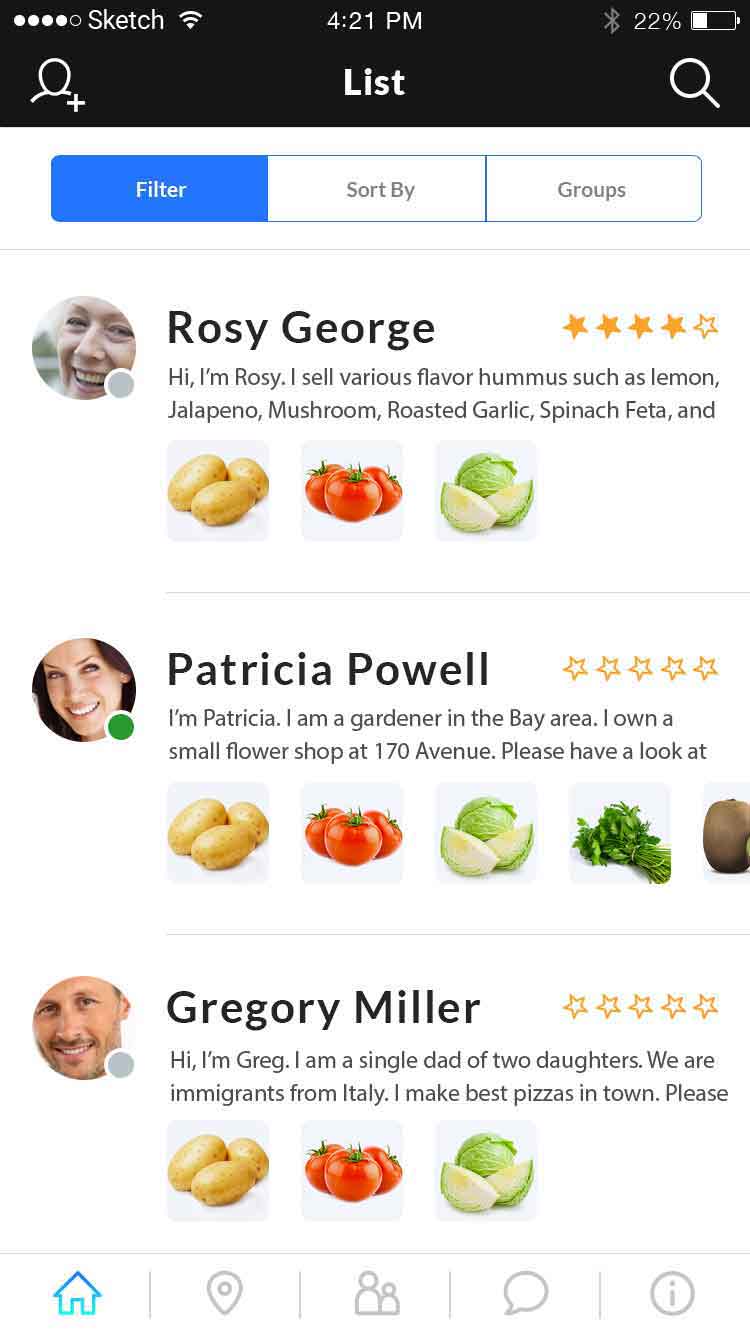 Sketch 4:21 PM 22%
List
Filter Sort By Groups
Rosy George
Hi, I'm Rosy. I sell various flavor hummus such as lemon,
Jalapeno, Mushroom, Roasted Garlic, Spinach Feta, and
Patricia Powell
I'm Patricia. I am a gardener in the Bay area. I own a
small flower shop at 170 Avenue. Please have a look at
Gregory Miller
Hi, I'm Greg. I am a single dad of two daughters. We are
immigrants from Italy. I make best pizzas in town. Please